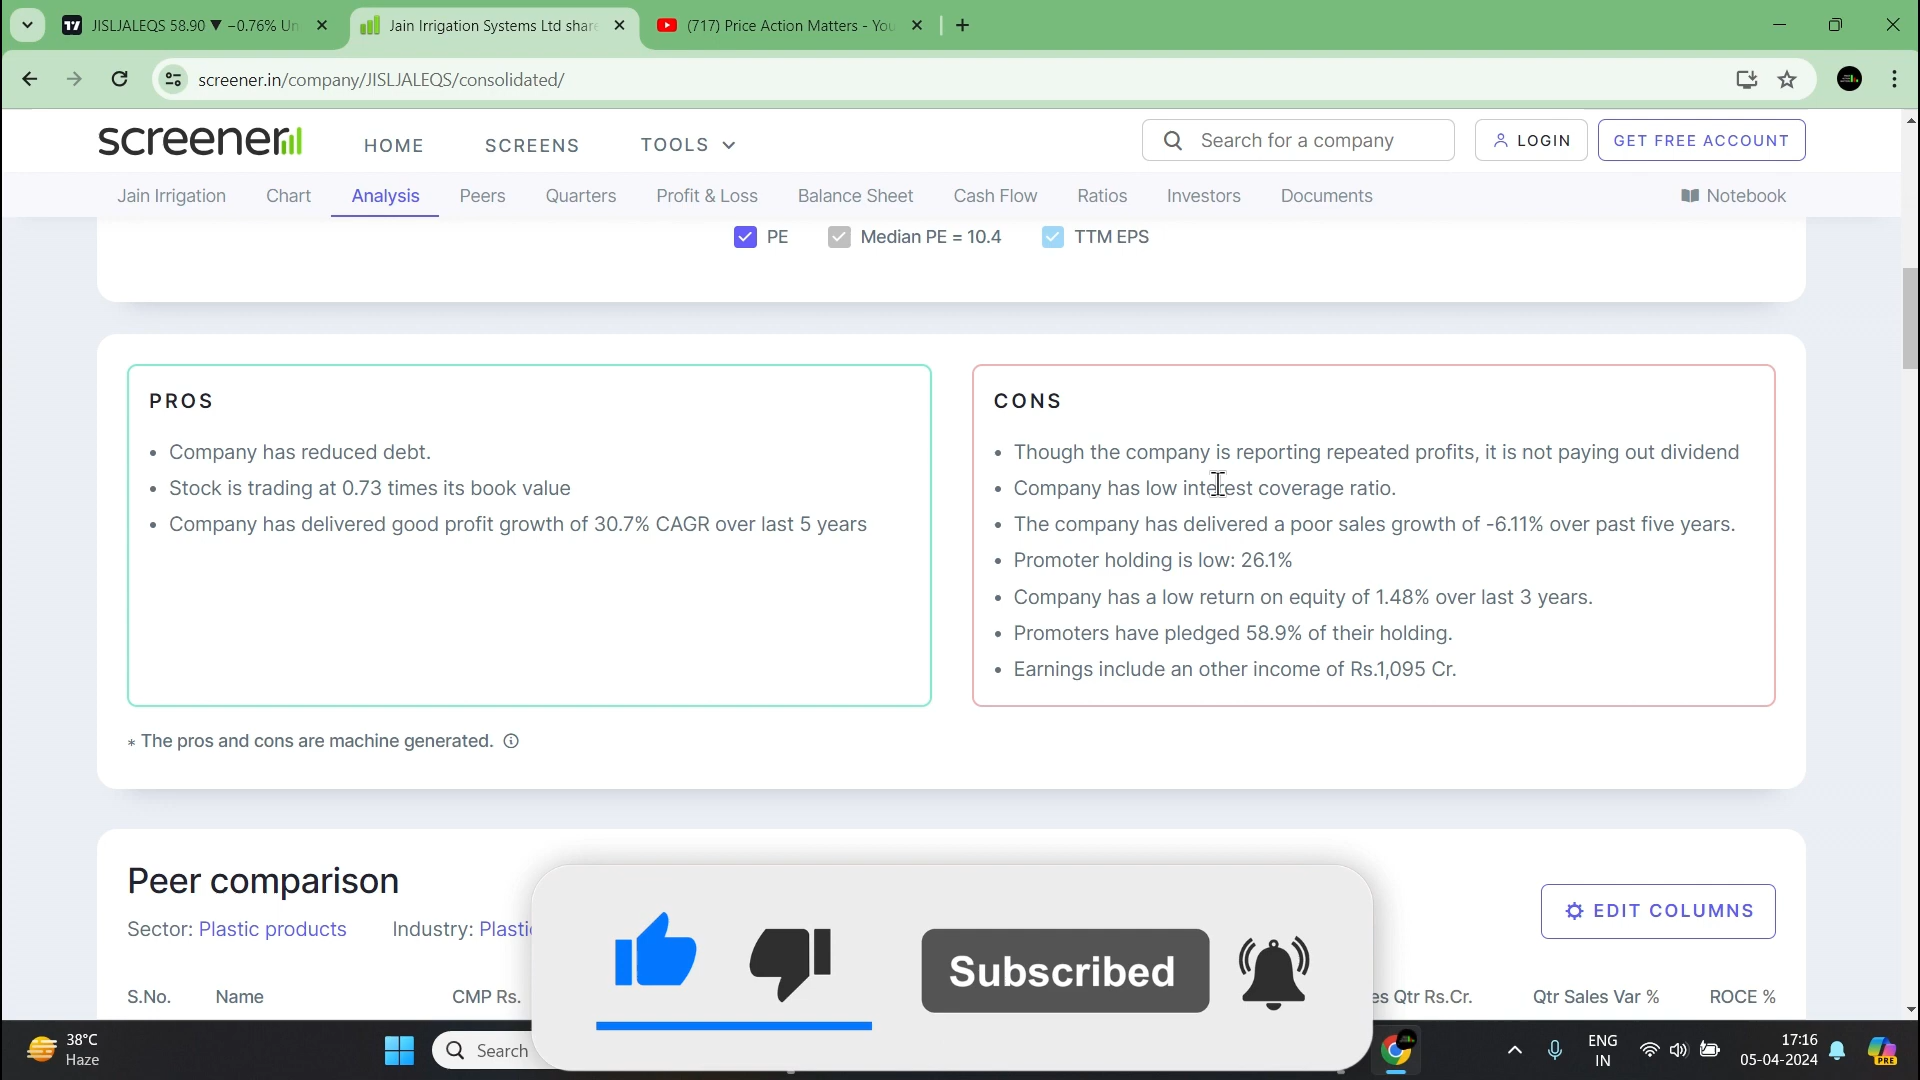 JISLJALEQS 58.90 ▼ −0.76% Un
Jain Irrigation Systems Ltd share
(717) Price Action Matters - You
screener.in/company/JISLJALEQS/consolidated/
screener
HOME
SCREENS
TOOLS
Search for a company
LOGIN
GET FREE ACCOUNT
Jain Irrigation
Chart
Analysis
Peers
Quarters
Profit & Loss
Balance Sheet
Cash Flow
Ratios
Investors
Documents
Notebook
PE
Median PE = 10.4
TTM EPS
PROS
• Company has reduced debt.
• Stock is trading at 0.73 times its book value
• Company has delivered good profit growth of 30.7% CAGR over last 5 years
CONS
• Though the company is reporting repeated profits, it is not paying out dividend
• Company has low interest coverage ratio.
• The company has delivered a poor sales growth of -6.11% over past five years.
• Promoter holding is low: 26.1%
• Company has a low return on equity of 1.48% over last 3 years.
• Promoters have pledged 58.9% of their holding.
• Earnings include an other income of Rs.1,095 Cr.
* The pros and cons are machine generated.
Peer comparison
EDIT COLUMNS
Sector: Plastic products
Industry: Plasti
S.No.
Name
CMP Rs.
es Qtr Rs.Cr.
Qtr Sales Var %
ROCE %
Subscribed
38°C
Haze
Search
ENG
IN
17:16
05-04-2024
PRE